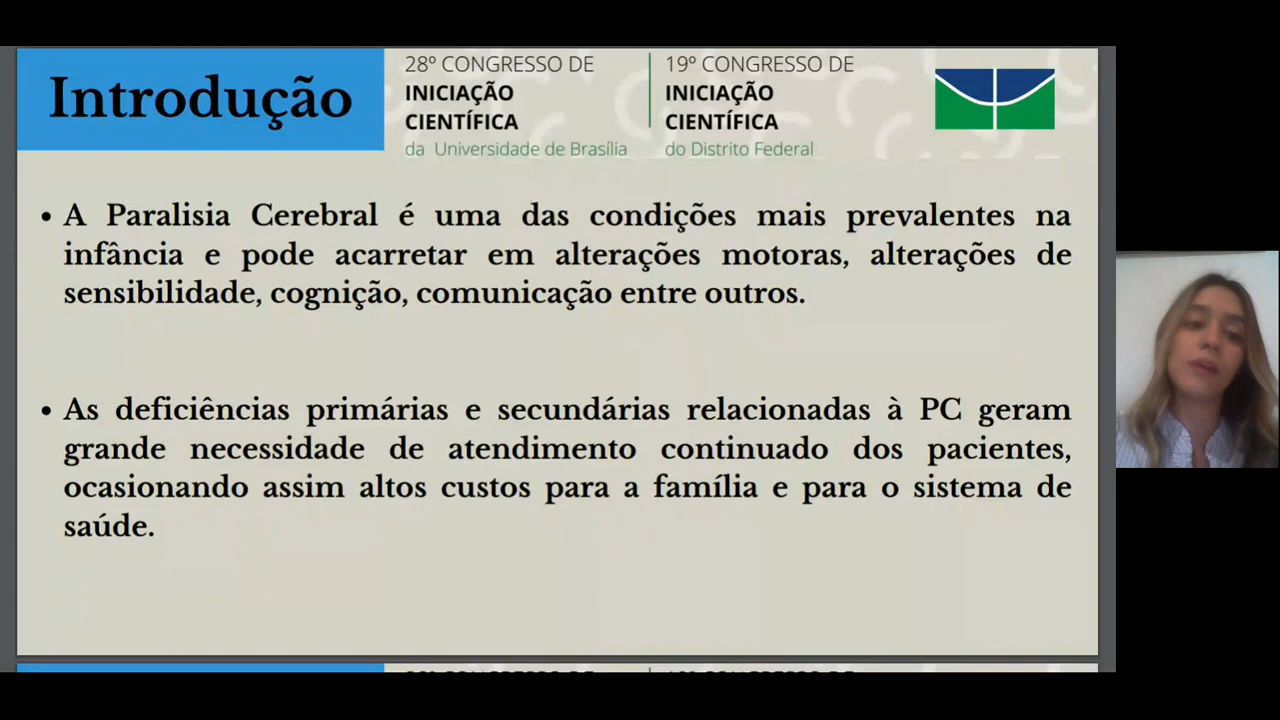 Introdução
28º CONGRESSO DE
INICIAÇÃO
CIENTÍFICA
da Universidade de Brasília
19º CONGRESSO DE
INICIAÇÃO
CIENTÍFICA
do Distrito Federal
• A Paralisia Cerebral é uma das condições mais prevalentes na
infância e pode acarretar em alterações motoras, alterações de
sensibilidade, cognição, comunicação entre outros.
• As deficiências primárias e secundárias relacionadas à PC geram
grande necessidade de atendimento continuado dos pacientes,
ocasionando assim altos custos para a família e para o sistema de
saúde.